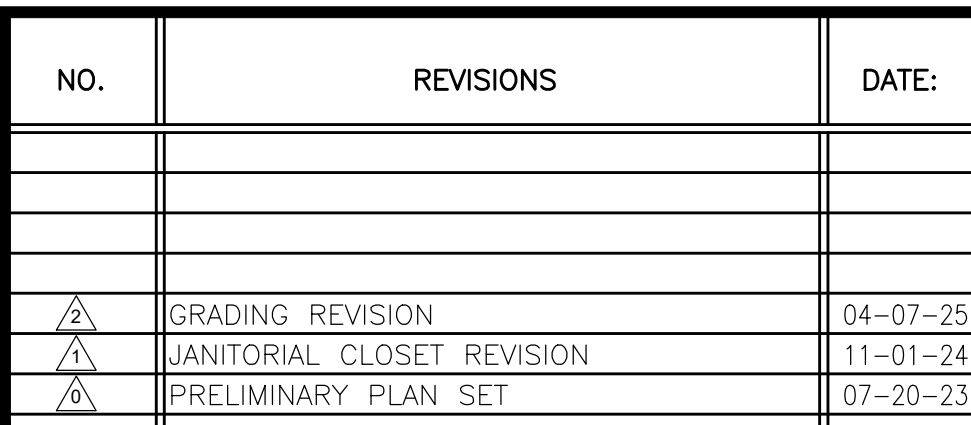 NO. REVISIONS DATE:
2 GRADING REVISION 04-07-25
1 JANITORIAL CLOSET REVISION 11-01-24
0 PRELIMINARY PLAN SET 07-20-23